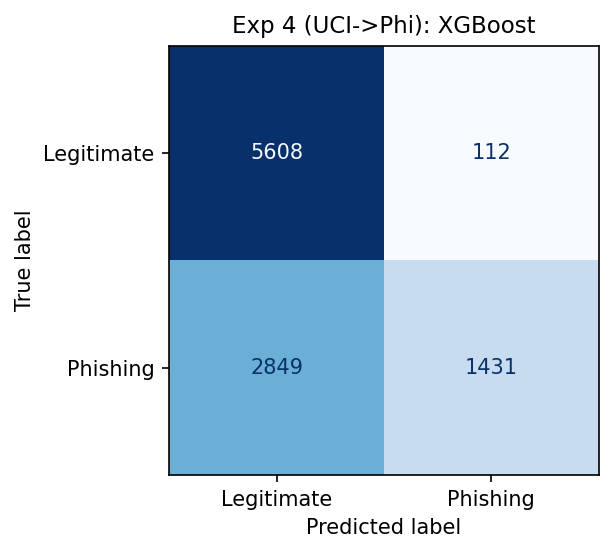 Exp 4 (UCI->Phi): XGBoost
True label
Legitimate
5608
112
Phishing
2849
1431
Legitimate
Phishing
Predicted label